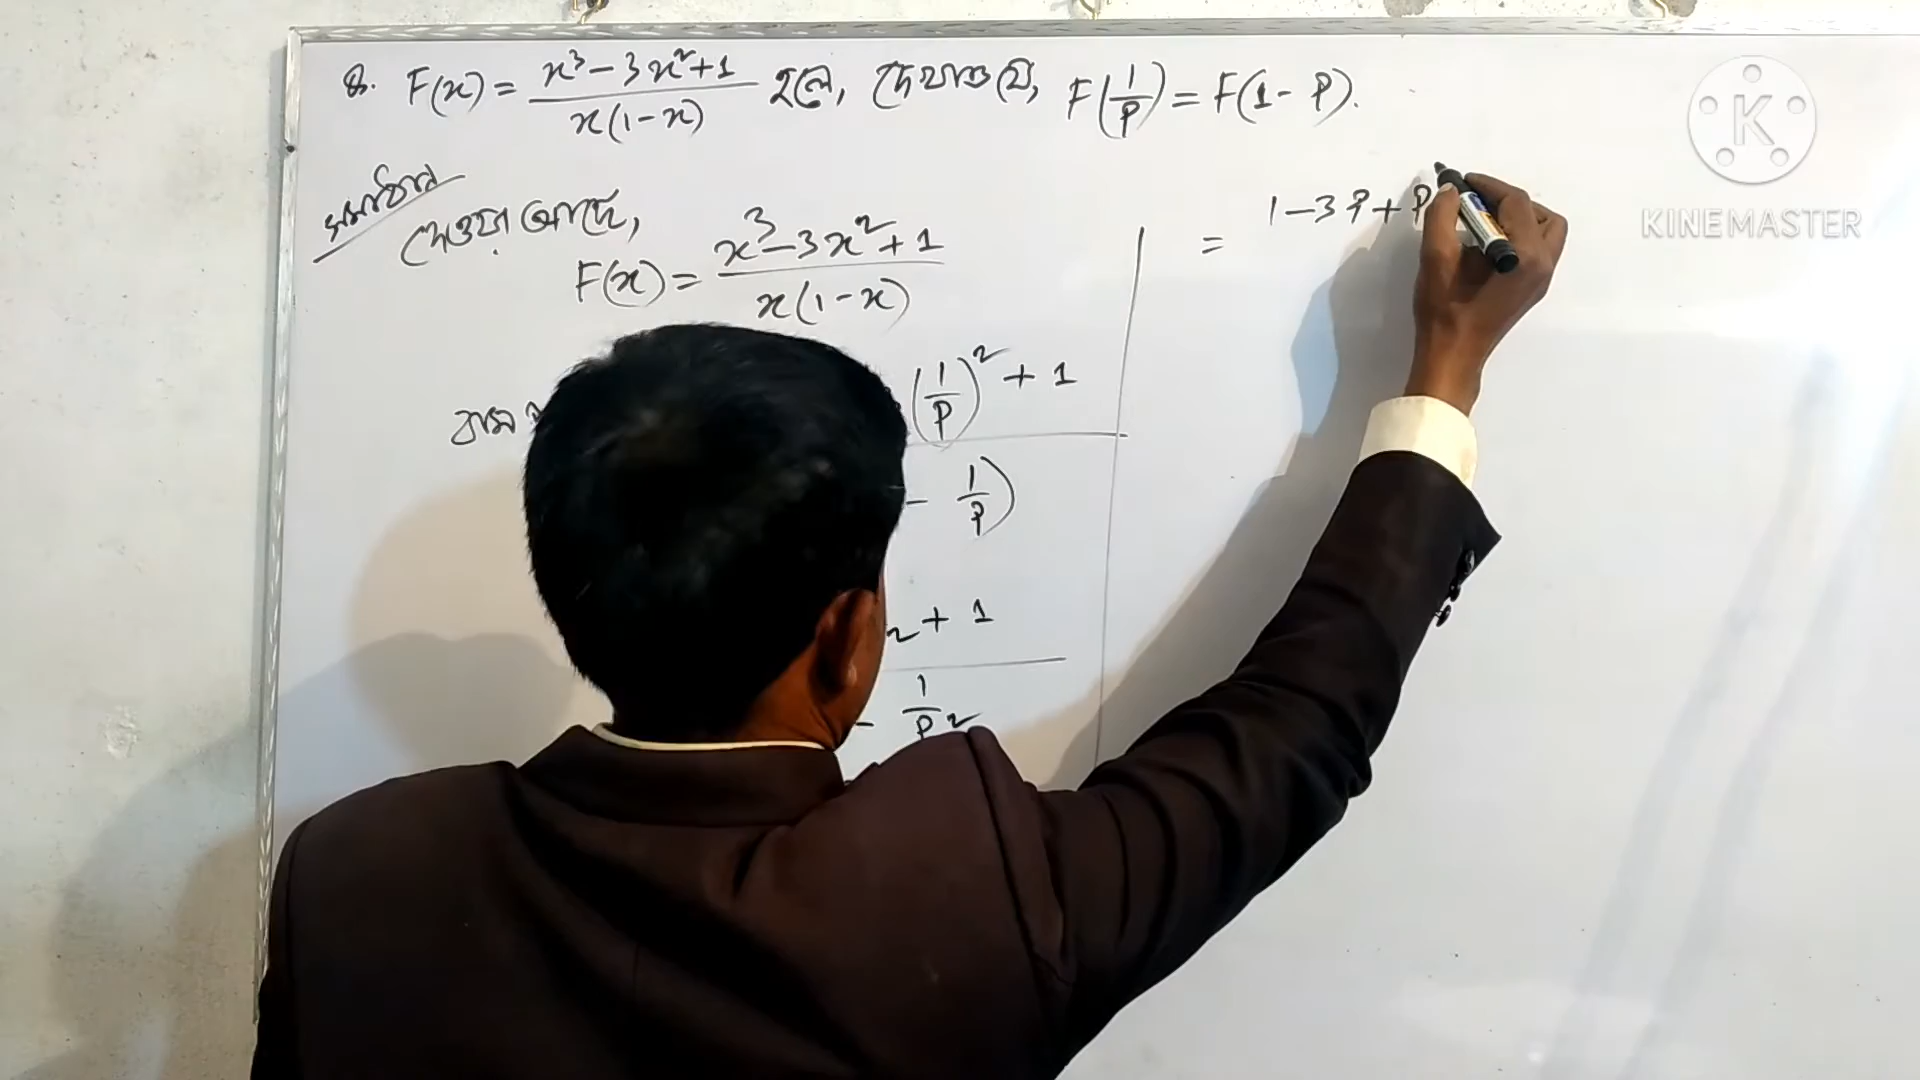 ক. F(x) = x³-3x²+1 / x(1-x) হলে, দেখাও যে, F(1/P) = F(1-P).
সমাধান
দেওয়া আছে,
F(x) = x³-3x²+1 / x(1-x)
বাম
(1/P)² + 1
- 1/P)
2 + 1
- 1/P²
= 1-3P+P
K
KINEMASTER